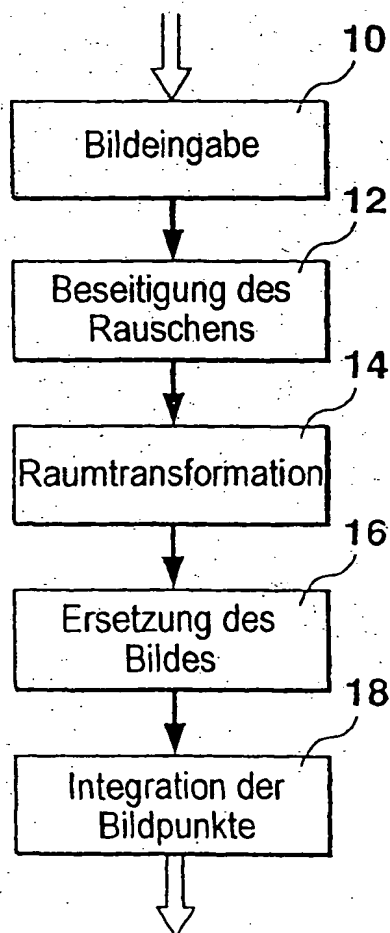 10
Bildeingabe
12
Beseitigung des
Rauschens
14
Raumtransformation
16
Ersetzung des
Bildes
18
Integration der
Bildpunkte